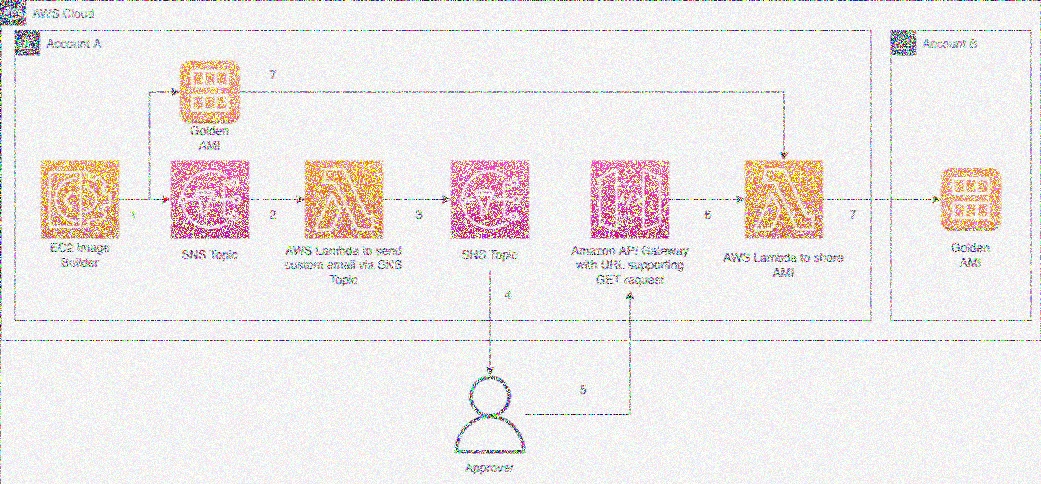 AWS Cloud
Account A
Account B
7
Golden
AMI
1
2
3
6
7
EC2 Image
Builder
SNS Topic
AWS Lambda to send
custom email via SNS
Topic
SNS Topic
Amazon API Gateway
with URL supporting
GET request
AWS Lambda to share
AMI
Golden
AMI
4
5
Approver